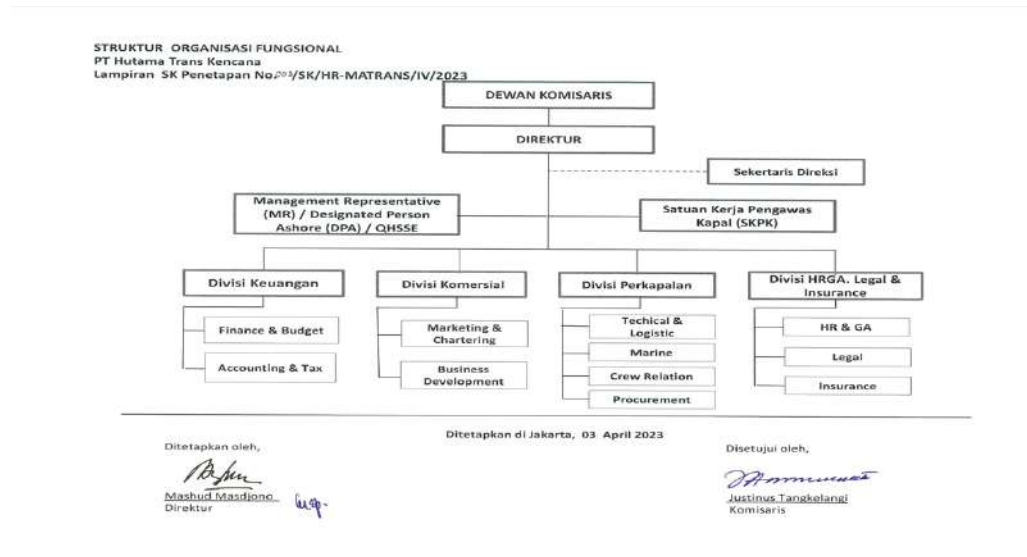 STRUKTUR ORGANISASI FUNGSIONAL
PT Hutama Trans Kencana
Lampiran SK Penetapan No.003/SK/HR-MATRANS/IV/2023
DEWAN KOMISARIS
DIREKTUR
Sekertaris Direksi
Management Representative
(MR) / Designated Person
Ashore (DPA) / QHSSE
Satuan Kerja Pengawas
Kapal (SKPK)
Divisi Keuangan
Finance & Budget
Accounting & Tax
Divisi Komersial
Marketing &
Chartering
Business
Development
Divisi Perkapalan
Techical &
Logistic
Marine
Crew Relation
Procurement
Divisi HRGA. Legal &
Insurance
HR & GA
Legal
Insurance
Ditetapkan di Jakarta, 03 April 2023
Ditetapkan oleh,
Mashud Masdjono
Direktur
Disetujui oleh,
Justinus Tangkelangi
Komisaris